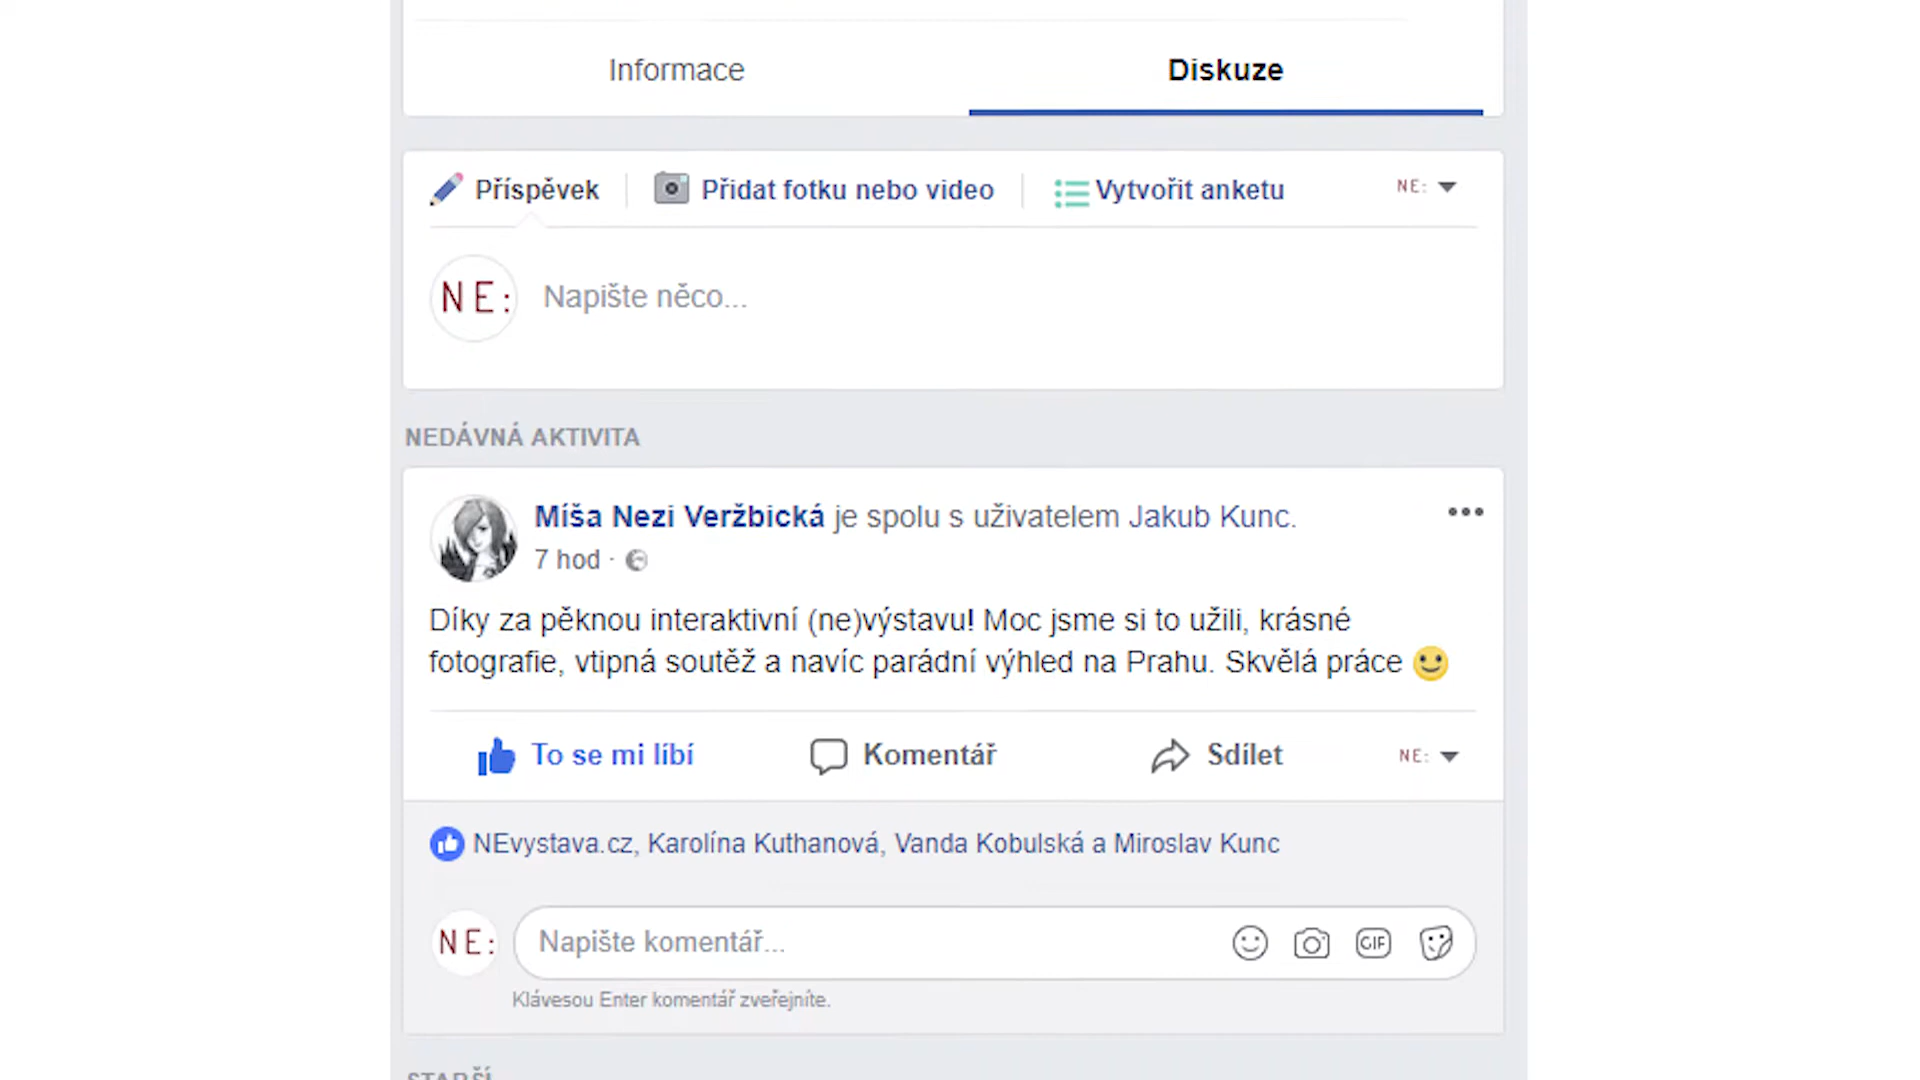 Informace
Diskuze
Příspěvek
Přidat fotku nebo video
Vytvořit anketu
NE:
NE:
Napište něco...
NEDÁVNÁ AKTIVITA
Míša Nezi Veržbická je spolu s uživatelem Jakub Kunc.
7 hod ·
Díky za pěknou interaktivní (ne)výstavu! Moc jsme si to užili, krásné
fotografie, vtipná soutěž a navíc parádní výhled na Prahu. Skvělá práce 🙂
To se mi líbí
Komentář
Sdílet
NE:
NEvystava.cz, Karolína Kuthanová, Vanda Kobulská a Miroslav Kunc
NE:
Napište komentář...
GIF
Klávesou Enter komentář zveřejníte.
STARŠÍ